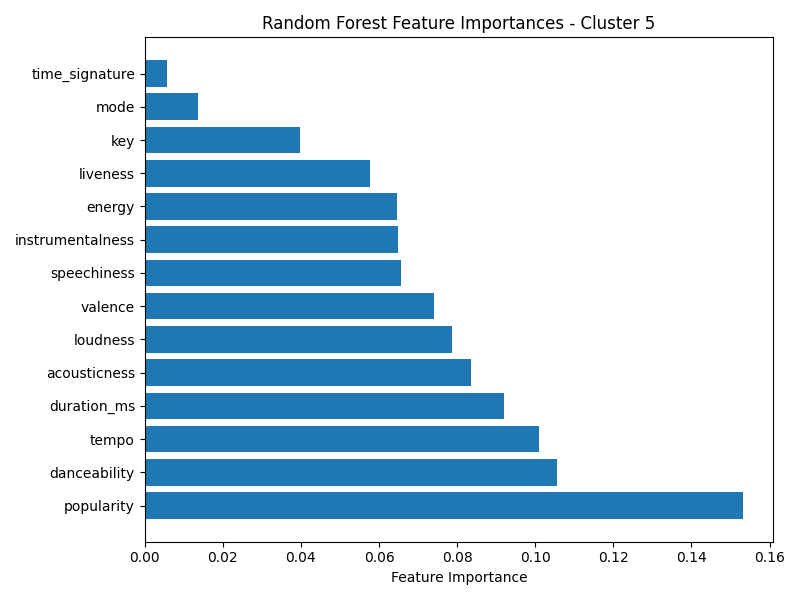 Random Forest Feature Importances - Cluster 5
time_signature
mode
key
liveness
energy
instrumentalness
speechiness
valence
loudness
acousticness
duration_ms
tempo
danceability
popularity
0.00 0.02 0.04 0.06 0.08 0.10 0.12 0.14 0.16
Feature Importance